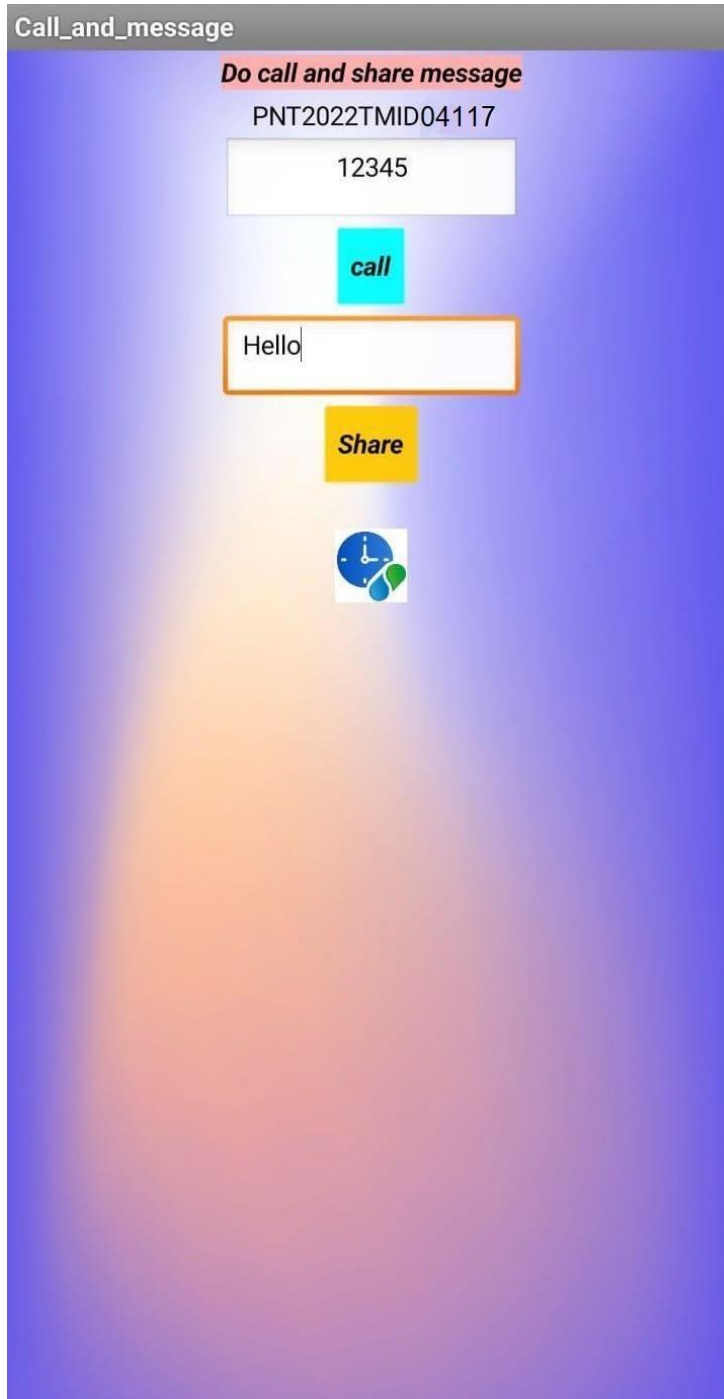 Call_and_message
Do call and share message
PNT2022TMID04117
12345
call
Hello
Share